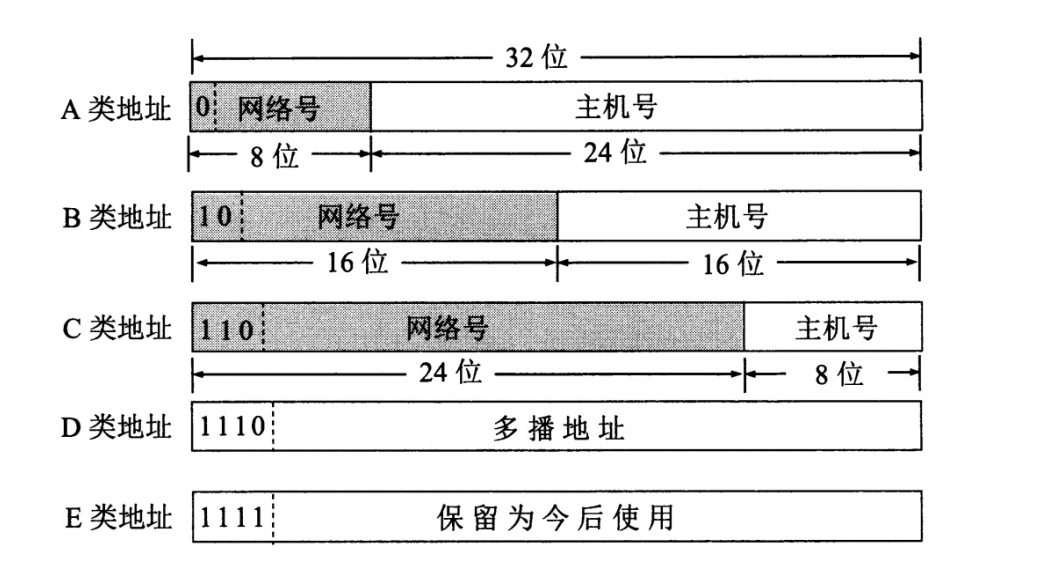 32 位
A 类地址 0 网络号 主机号
8 位 24 位
B 类地址 10 网络号 主机号
16 位 16 位
C 类地址 110 网络号 主机号
24 位 8 位
D 类地址 1110 多播地址
E 类地址 1111 保留为今后使用